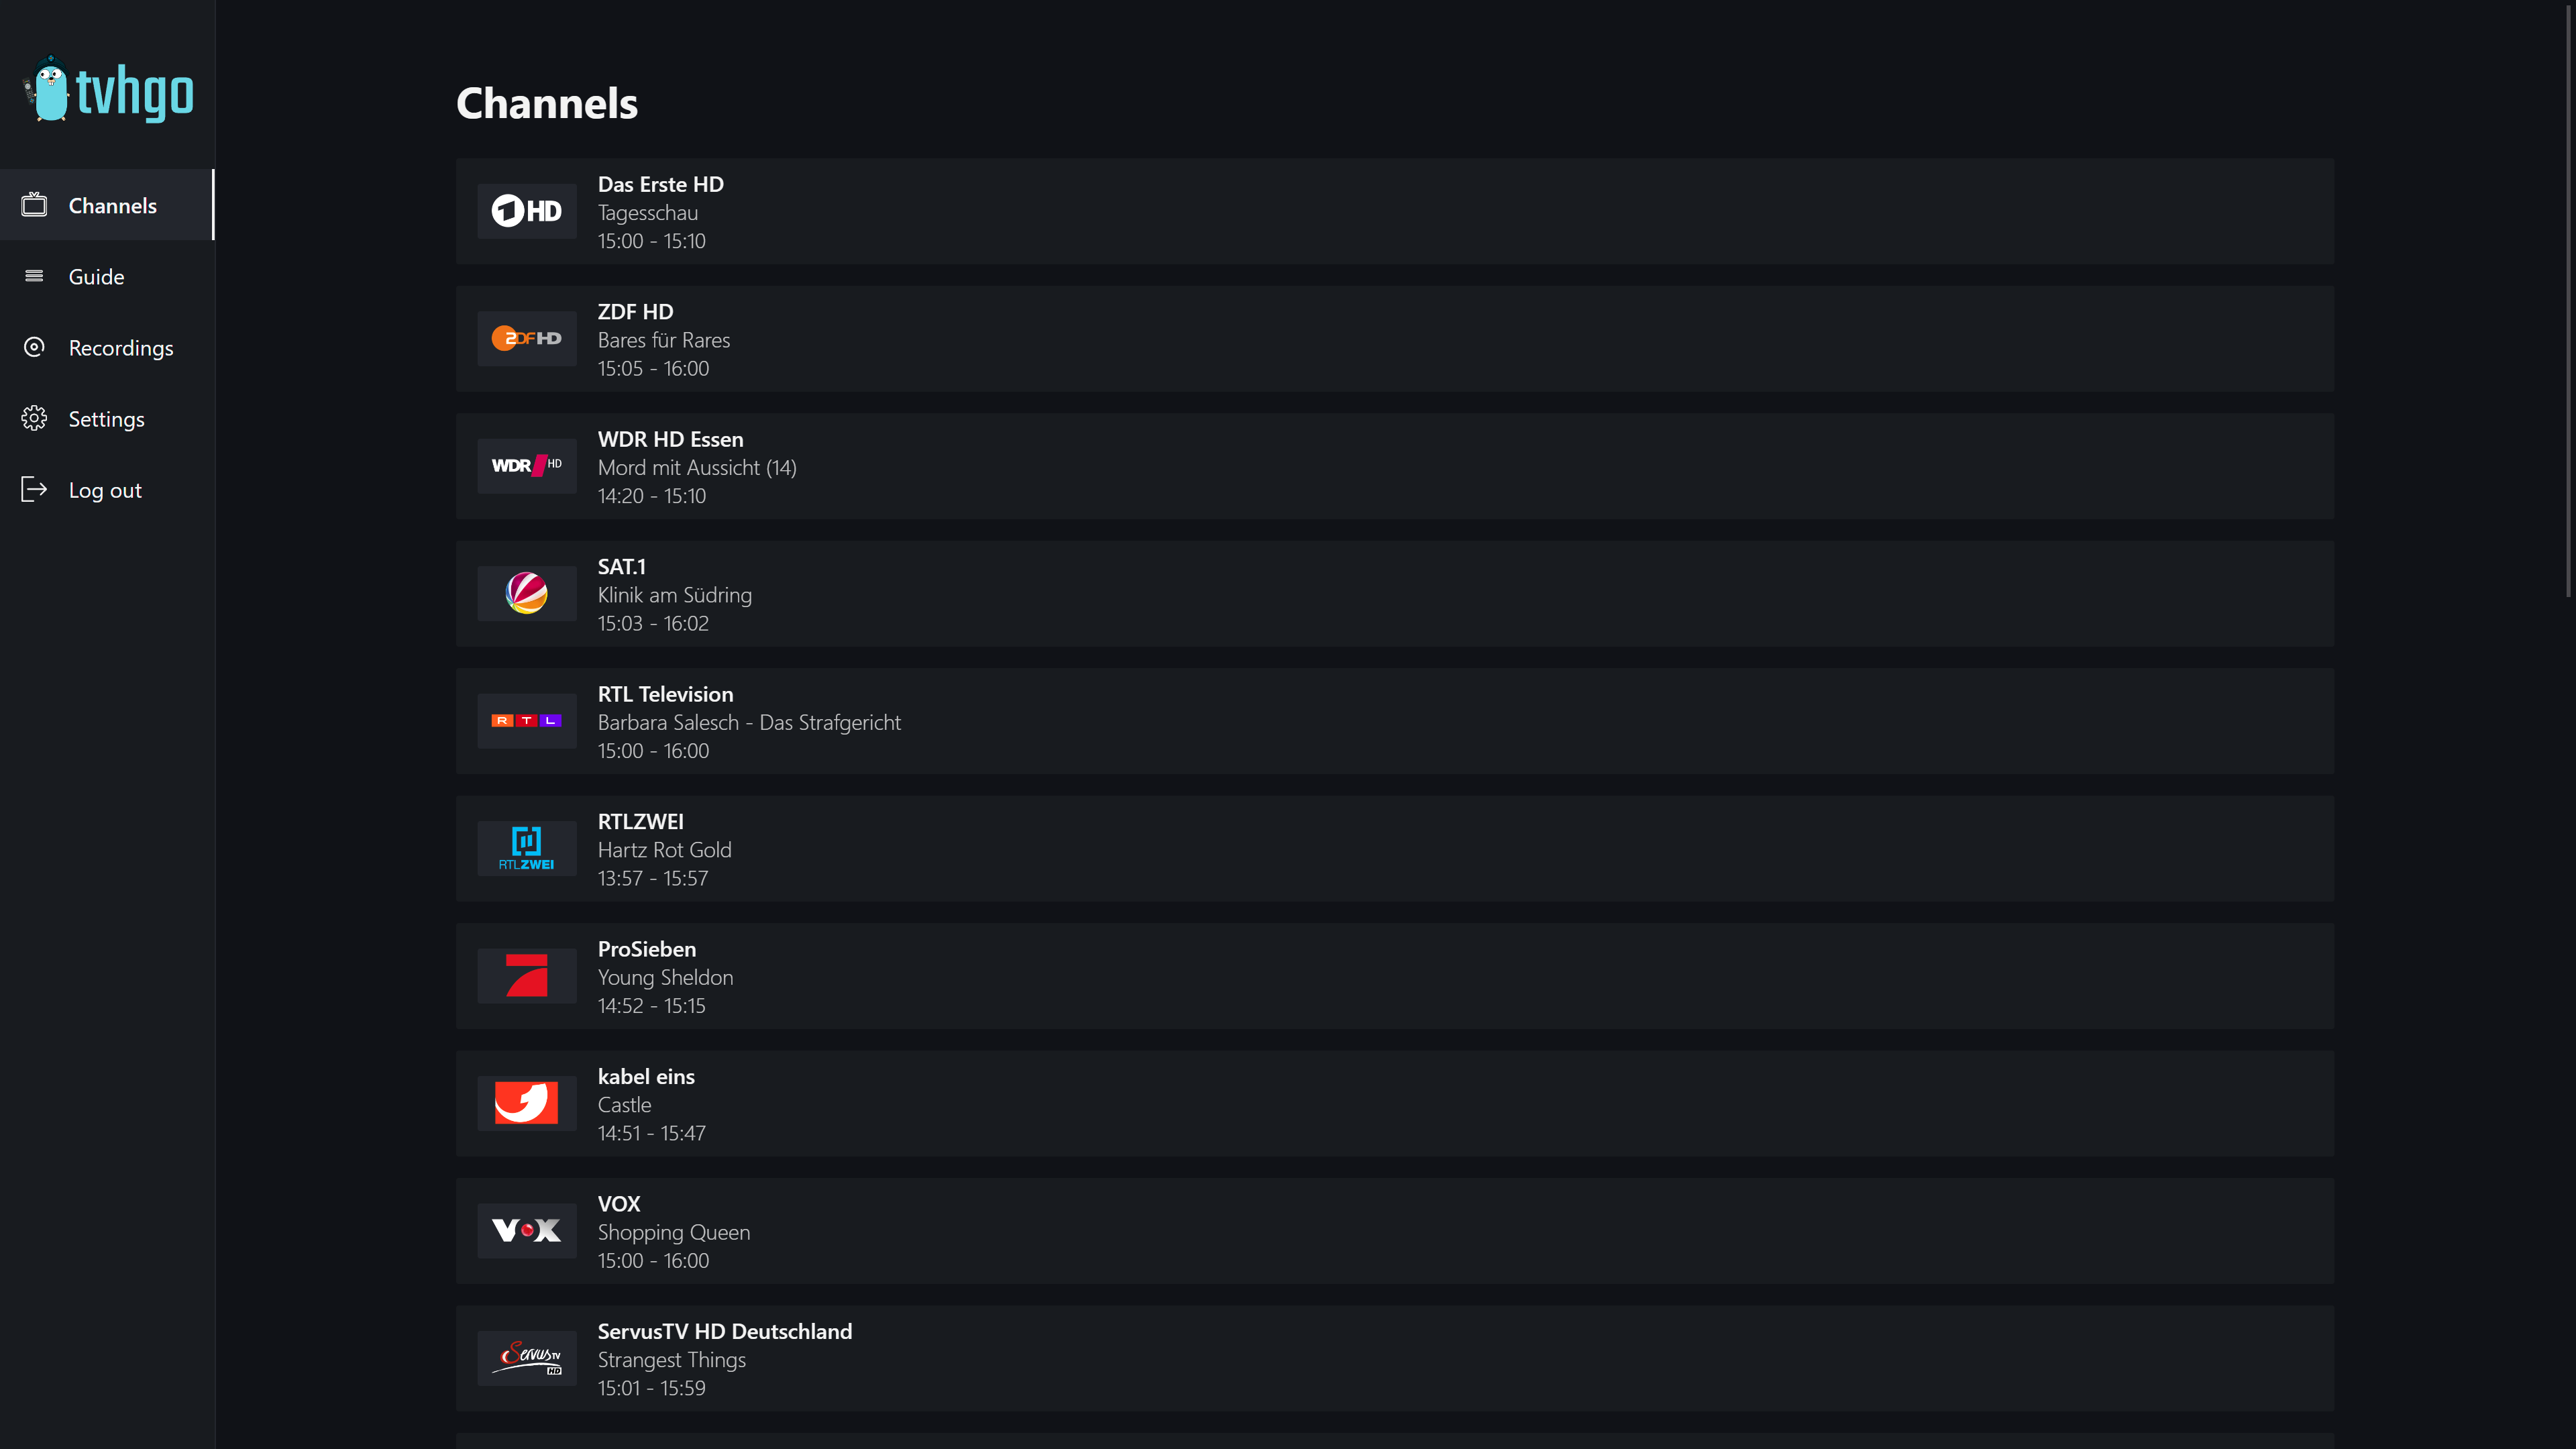 tvhgo
Channels
Guide
Recordings
Settings
Log out
Channels
HD
Das Erste HD
Tagesschau
15:00 - 15:10
ZDFHD
ZDF HD
Bares für Rares
15:05 - 16:00
WDR HD
WDR HD Essen
Mord mit Aussicht (14)
14:20 - 15:10
SAT.1
Klinik am Südring
15:03 - 16:02
RTL
RTL Television
Barbara Salesch - Das Strafgericht
15:00 - 16:00
RTLZWEI
RTLZWEI
Hartz Rot Gold
13:57 - 15:57
ProSieben
Young Sheldon
14:52 - 15:15
kabel eins
Castle
14:51 - 15:47
VOX
VOX
Shopping Queen
15:00 - 16:00
Servus TV
HD
ServusTV HD Deutschland
Strangest Things
15:01 - 15:59